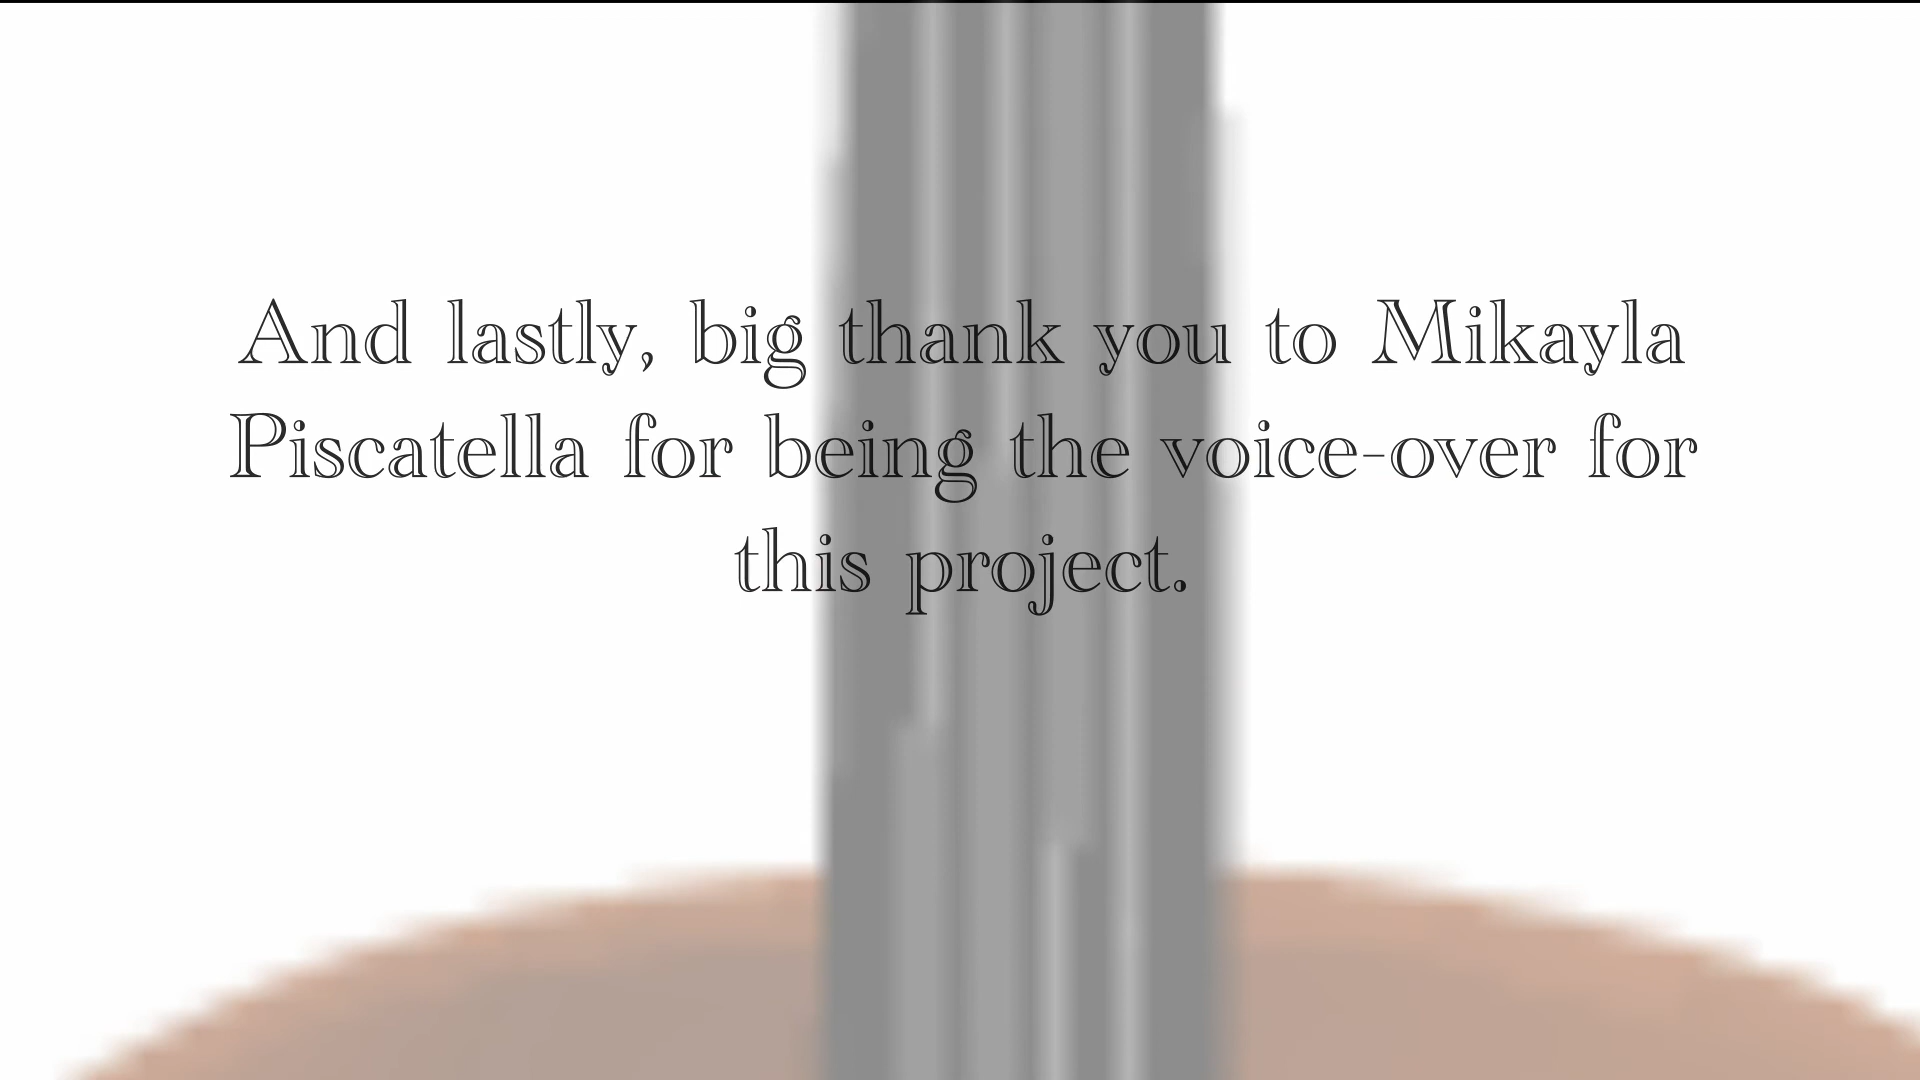 And lastly, big thank you to Mikayla
Piscatella for being the voice-over for
this project.